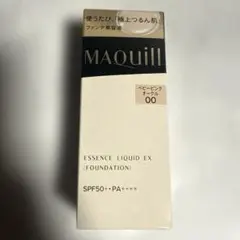 使うたび、「極上つるん肌」
ファンデ美容液
MAQuill
ベビーピンク
オークル
00
ESSENCE LIQUID EX
(FOUNDATION)
SPF50++PA++++